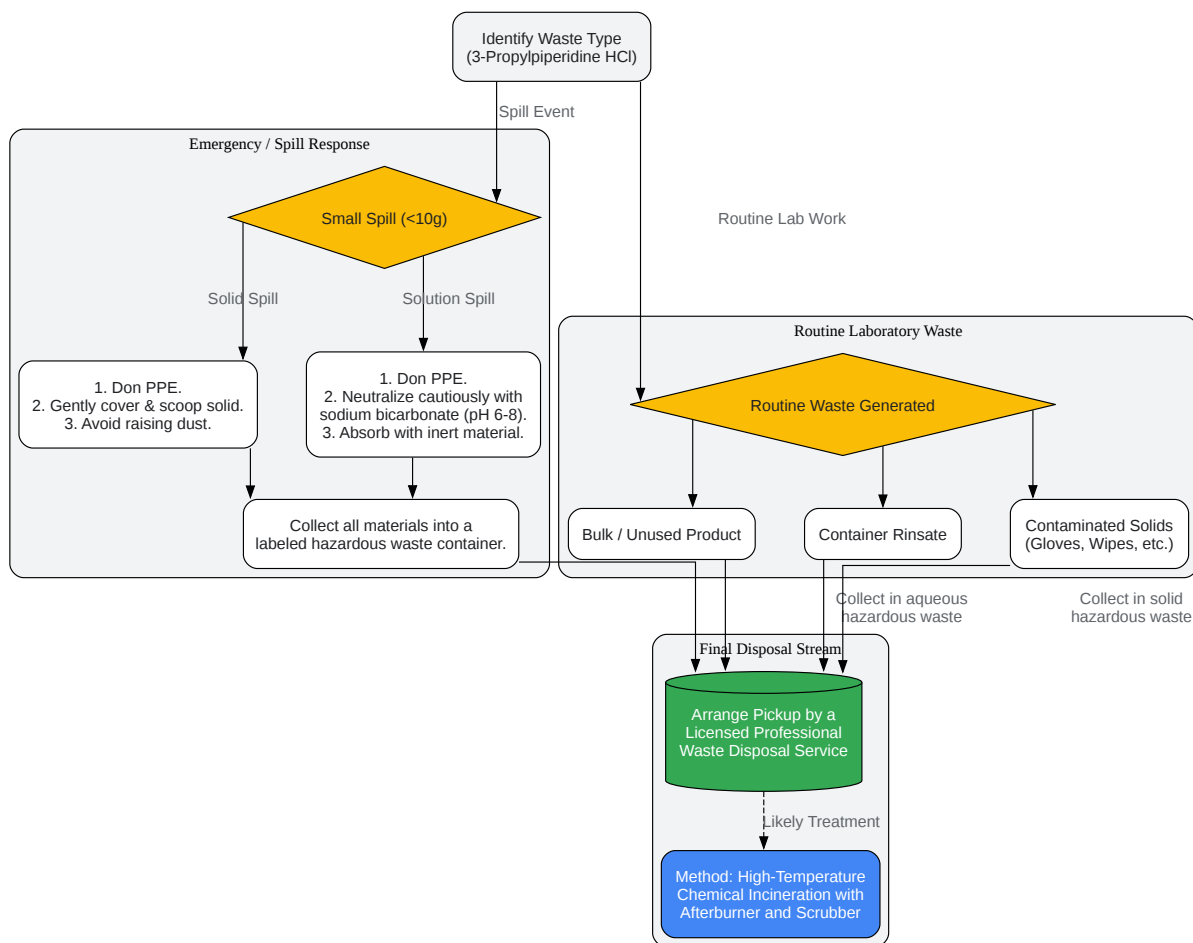 Identify Waste Type
(3-Propylpiperidine HCl)
Spill Event
Emergency / Spill Response
Small Spill (<10g)
Routine Lab Work
Solid Spill
Solution Spill
Routine Laboratory Waste
1. Don PPE.
2. Gently cover & scoop solid.
3. Avoid raising dust.
1. Don PPE.
2. Neutralize cautiously with
sodium bicarbonate (pH 6-8).
3. Absorb with inert material.
Routine Waste Generated
Collect all materials into a
labeled hazardous waste container.
Bulk / Unused Product
Container Rinsate
Contaminated Solids
(Gloves, Wipes, etc.)
Collect in aqueous
hazardous waste
Collect in solid
hazardous waste
Final Disposal Stream
Arrange Pickup by a
Licensed Professional
Waste Disposal Service
Likely Treatment
Method: High-Temperature
Chemical Incineration with
Afterburner and Scrubber